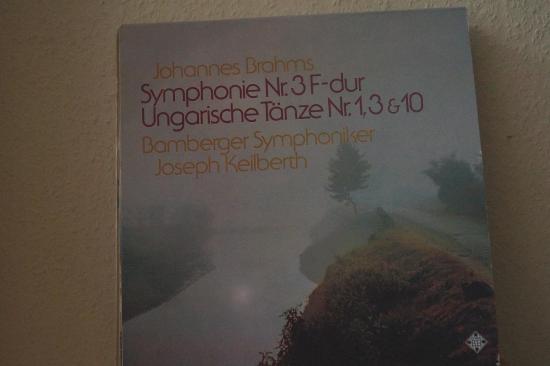 Johannes Brahms
Symphonie Nr. 3 F-dur
Ungarische Tänze Nr. 1, 3 & 10
Bamberger Symphoniker
Joseph Keilberth